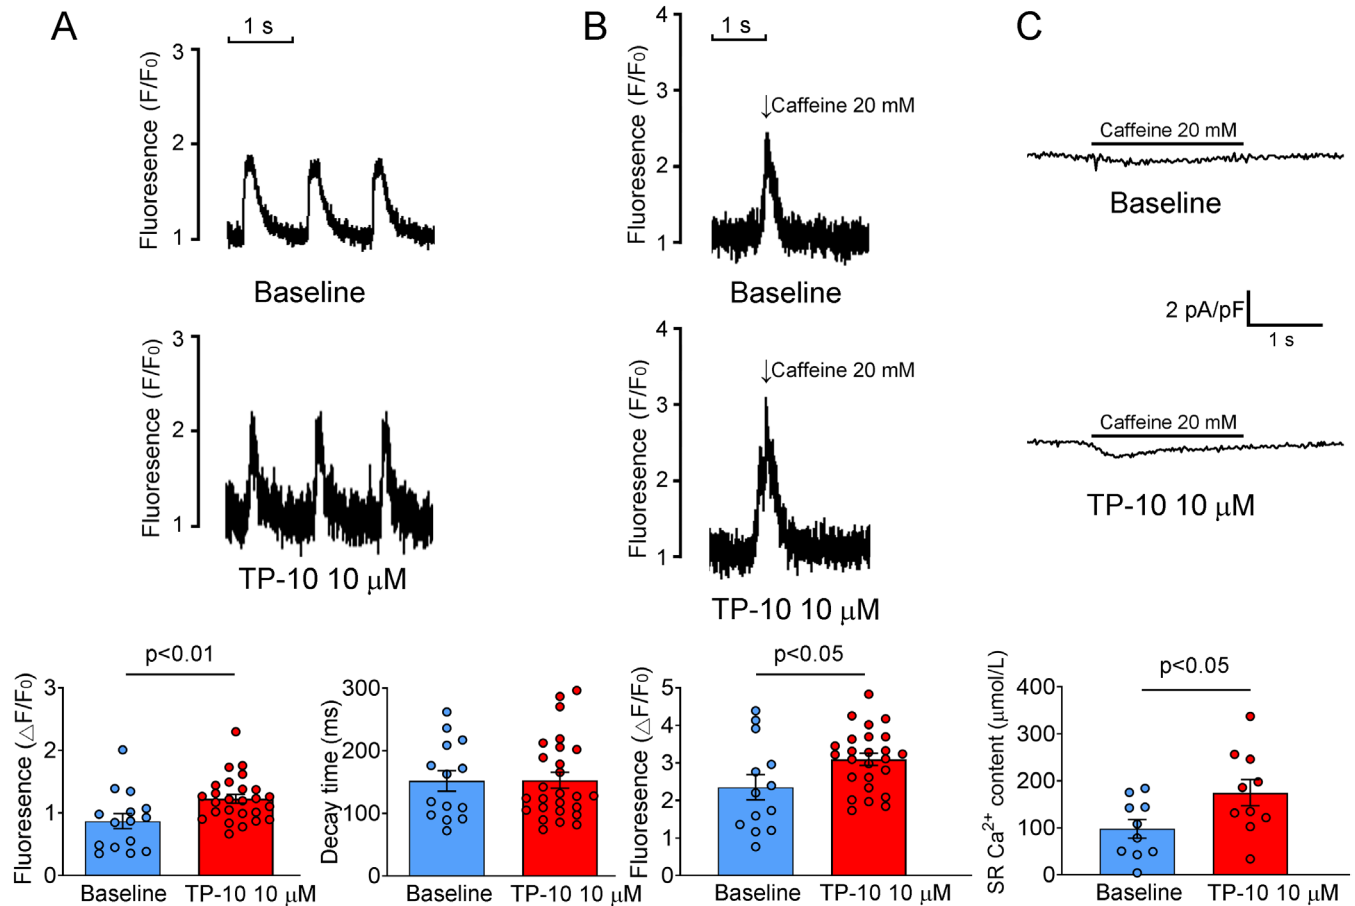 A
1 s
3
2
1
Fluoresence (F/F0)
Baseline
3
2
1
Fluoresence (F/F0)
TP-10 10 μM
p<0.01
3
2
1
0
Fluoresence (△F/F0)
Baseline
TP-10 10 μM
300
200
100
0
Decay time (ms)
Baseline
TP-10 10 μM
B
1 s
4
3
2
1
Fluoresence (F/F0)
↓Caffeine 20 mM
Baseline
4
3
2
1
Fluoresence (F/F0)
↓Caffeine 20 mM
TP-10 10 μM
p<0.05
5
4
3
2
1
0
Fluoresence (△F/F0)
Baseline
TP-10 10 μM
C
Caffeine 20 mM
Baseline
2 pA/pF
1 s
Caffeine 20 mM
TP-10 10 μM
p<0.05
400
300
200
100
0
SR Ca2+ content (μmol/L)
Baseline
TP-10 10 μM